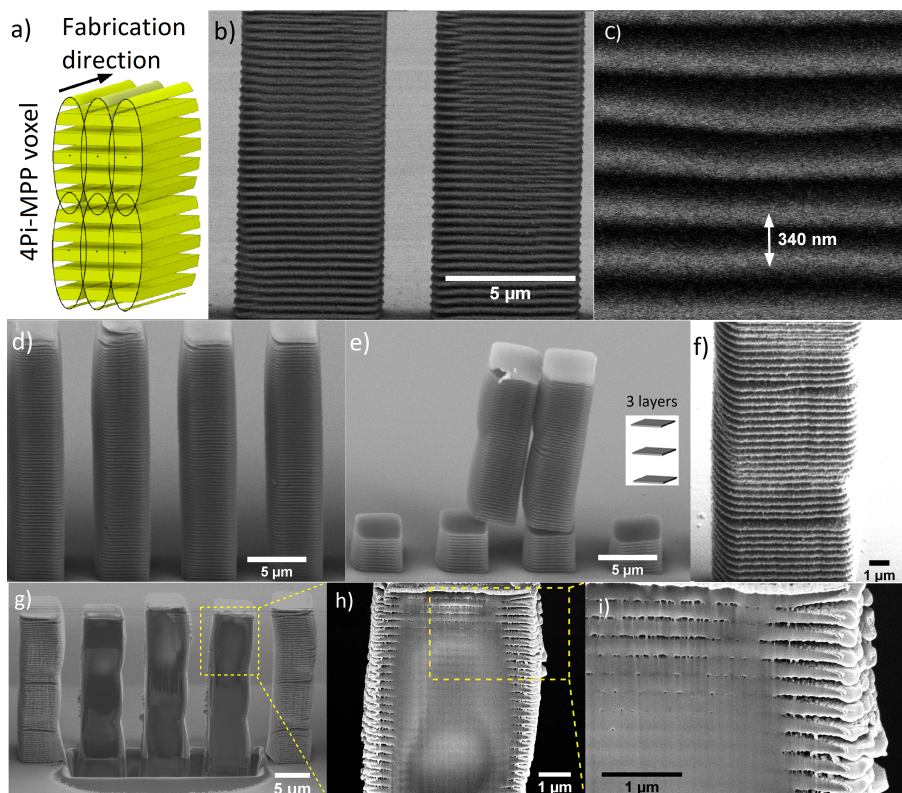 a)
Fabrication
direction
4Pi-MPP voxel
b)
5 µm
c)
340 nm
d)
5 µm
e)
3 layers
5 µm
f)
1 µm
g)
5 µm
h)
1 µm
i)
1 µm